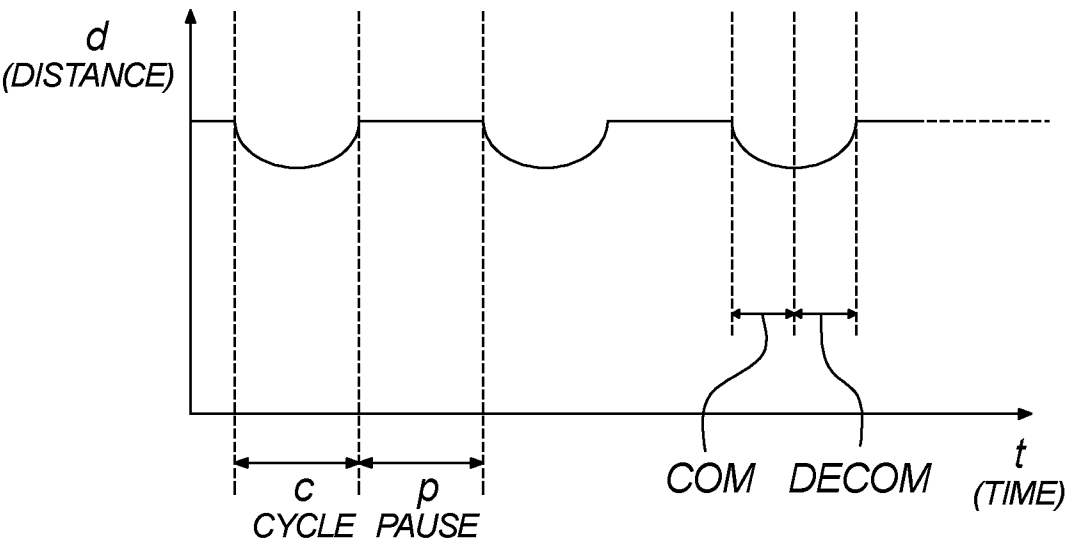 d
(DISTANCE)
c
CYCLE
p
PAUSE
COM
DECOM
t
(TIME)